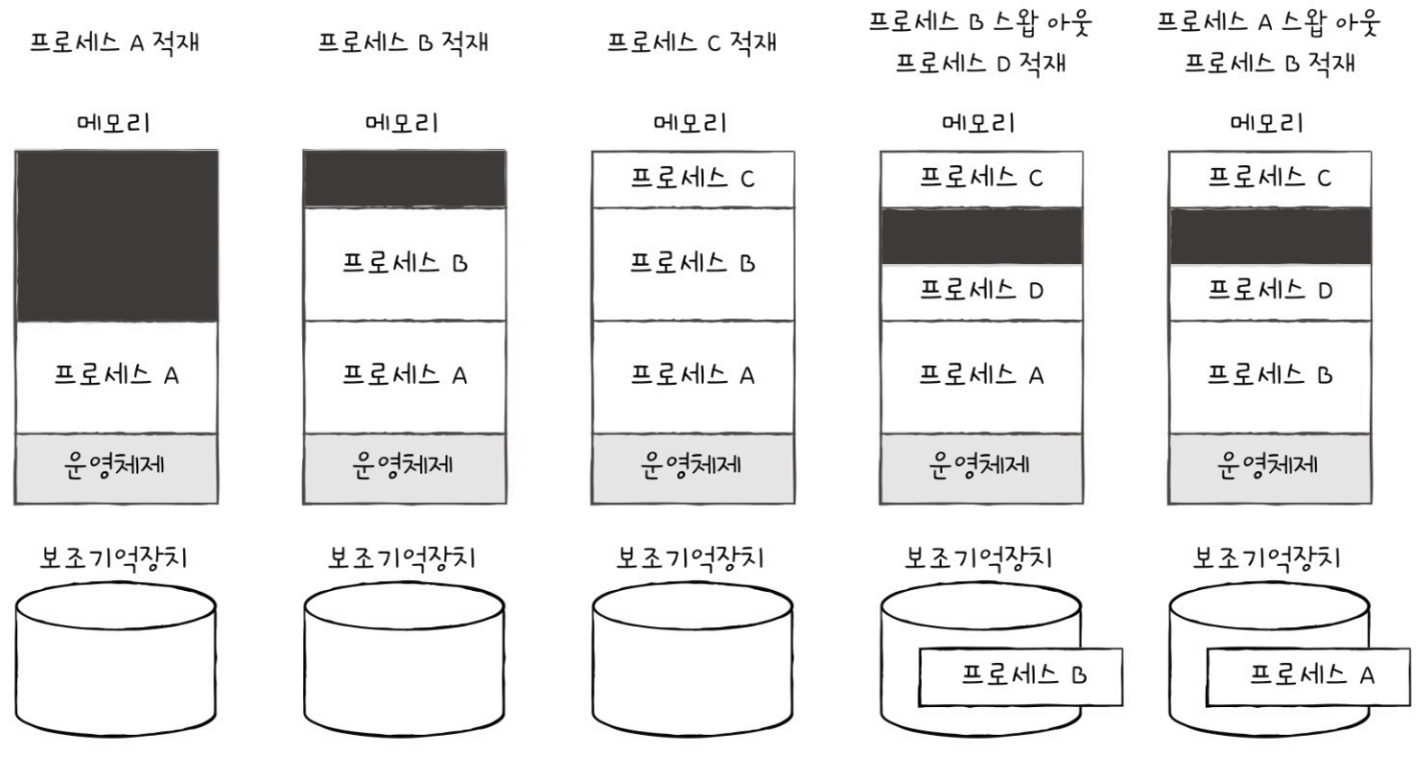 프로세스 A 적재
메모리
프로세스 A
운영체제
보조기억장치
프로세스 B 적재
메모리
프로세스 B
프로세스 A
운영체제
보조기억장치
프로세스 C 적재
메모리
프로세스 C
프로세스 B
프로세스 A
운영체제
보조기억장치
프로세스 B 스왑 아웃
프로세스 D 적재
메모리
프로세스 C
프로세스 D
프로세스 A
운영체제
보조기억장치
프로세스 B
프로세스 A 스왑 아웃
프로세스 B 적재
메모리
프로세스 C
프로세스 D
프로세스 B
운영체제
보조기억장치
프로세스 A